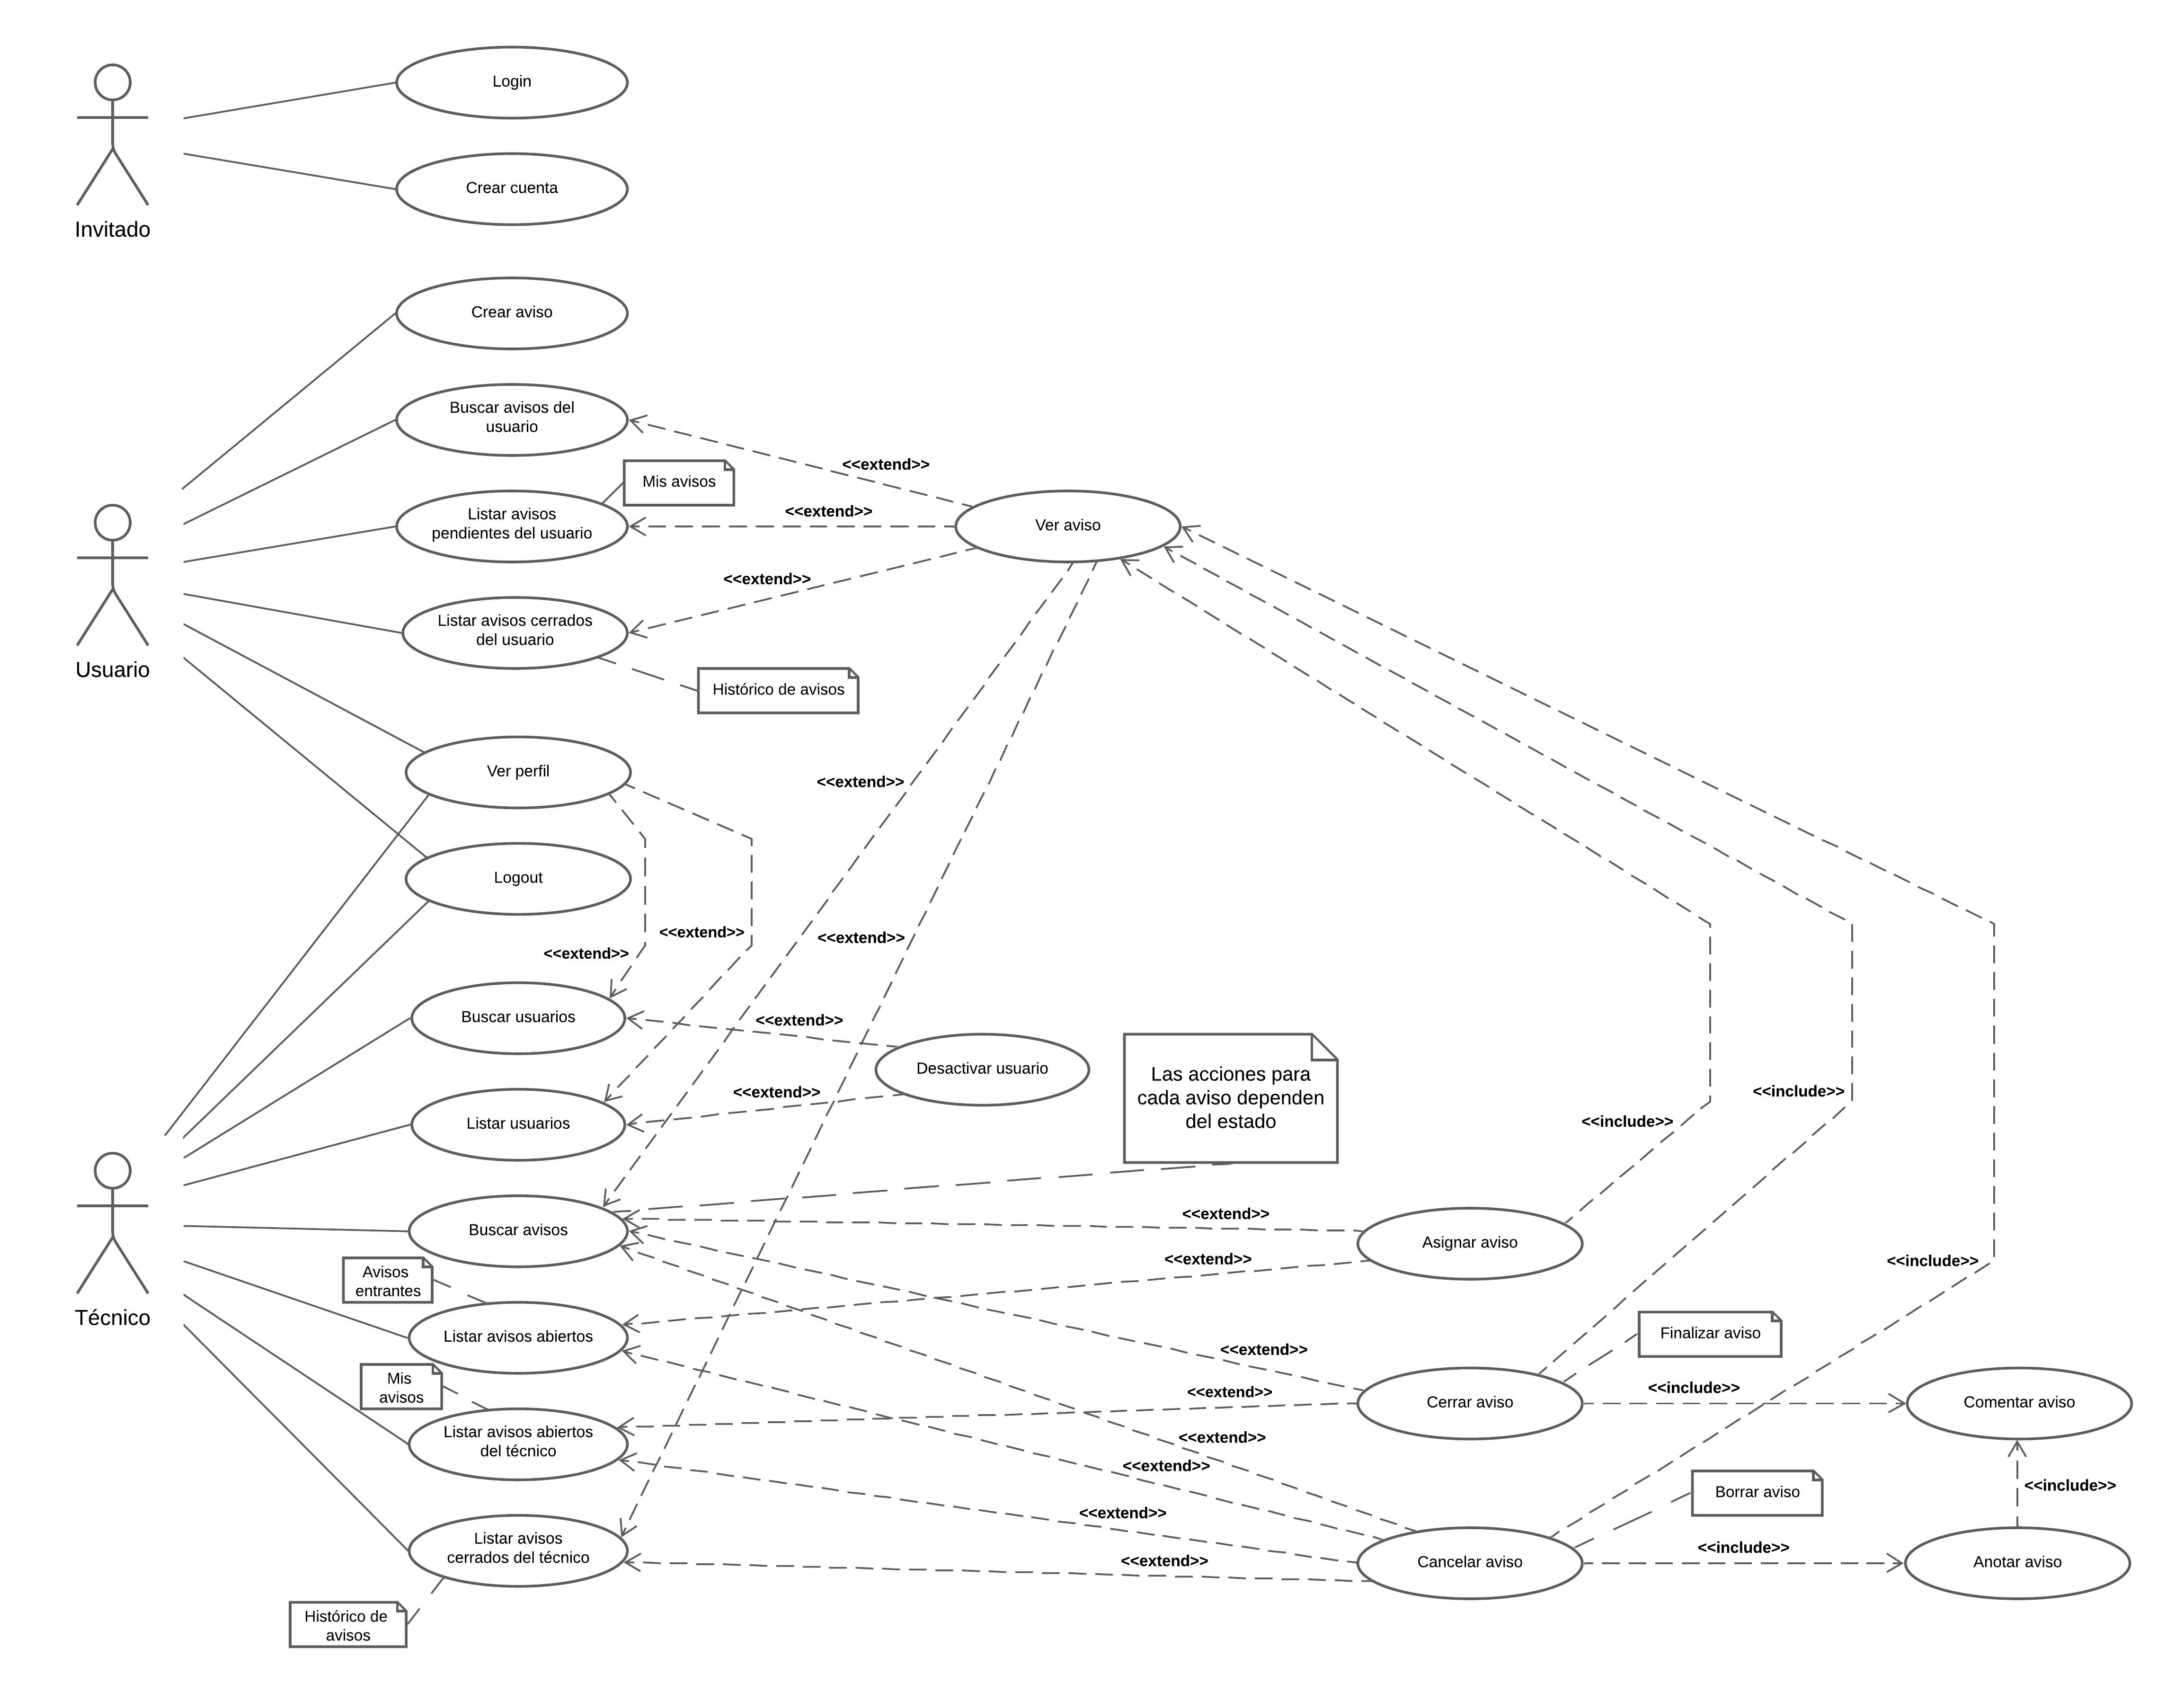 Login
Crear cuenta
Invitado
Crear aviso
Buscar avisos del
usuario
<<extend>>
Mis avisos
Listar avisos
pendientes del usuario
<<extend>>
Ver aviso
<<extend>>
Listar avisos cerrados
del usuario
Usuario
Histórico de avisos
Ver perfil
<<extend>>
Logout
<<extend>>
<<extend>>
<<extend>>
Buscar usuarios
<<extend>>
Desactivar usuario
Las acciones para
cada aviso dependen
del estado
<<extend>>
<<include>>
<<include>>
Listar usuarios
Buscar avisos
<<extend>>
Asignar aviso
<<extend>>
<<include>>
Avisos
entrantes
Técnico
Listar avisos abiertos
Finalizar aviso
<<extend>>
Mis
avisos
<<extend>>
Cerrar aviso
<<include>>
Comentar aviso
Listar avisos abiertos
del técnico
<<extend>>
<<extend>>
<<include>>
Borrar aviso
<<extend>>
Listar avisos
cerrados del técnico
<<extend>>
Cancelar aviso
<<include>>
Anotar aviso
Histórico de
avisos